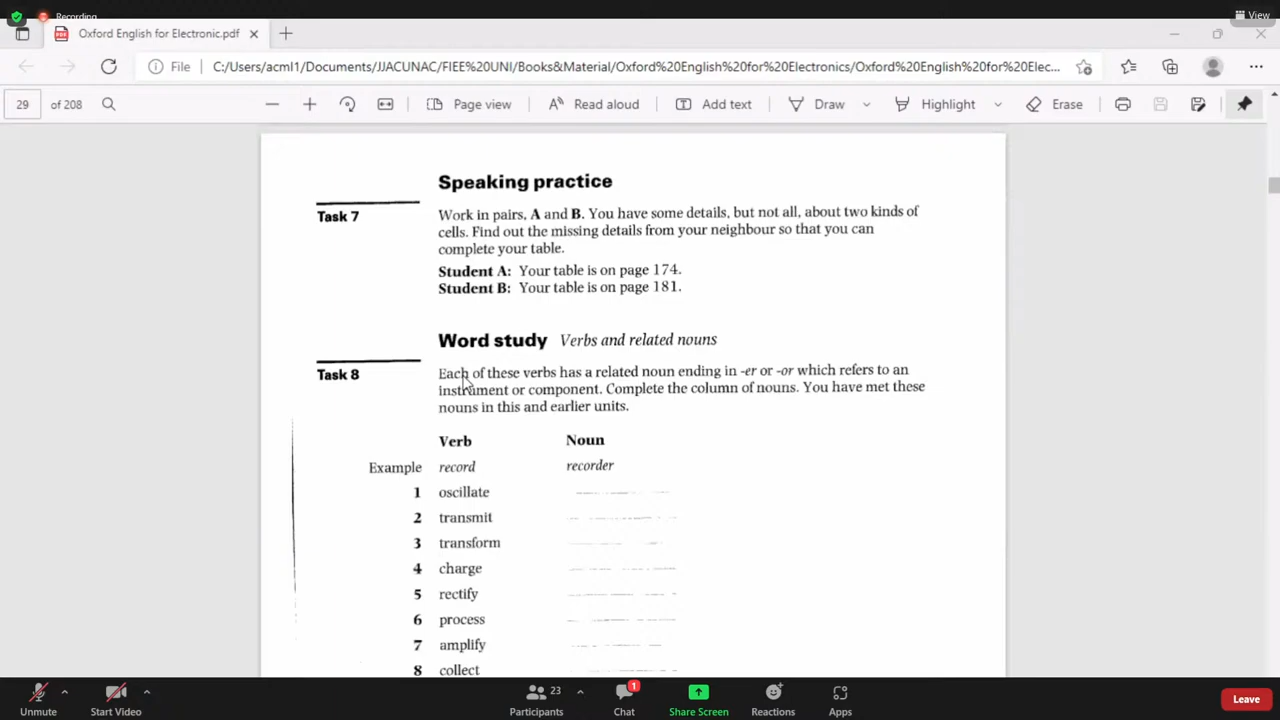 Recording
View
Oxford English for Electronic.pdf
File
C:/Users/acml1/Documents/JJACUNAC/FIEE%20UNI/Books&Material/Oxford%20English%20for%20Electronics/Oxford%20English%20for%20Elec...
29 of 208
Page view
Read aloud
Add text
Draw
Highlight
Erase
Speaking practice
Task 7
Work in pairs, A and B. You have some details, but not all, about two kinds of
cells. Find out the missing details from your neighbour so that you can
complete your table.
Student A: Your table is on page 174.
Student B: Your table is on page 181.
Word study Verbs and related nouns
Task 8
Each of these verbs has a related noun ending in -er or -or which refers to an
instrument or component. Complete the column of nouns. You have met these
nouns in this and earlier units.
Verb Noun
Example record recorder
1 oscillate
2 transmit
3 transform
4 charge
5 rectify
6 process
7 amplify
8 collect
Unmute
Start Video
23
Participants
1
Chat
Share Screen
Reactions
Apps
Leave